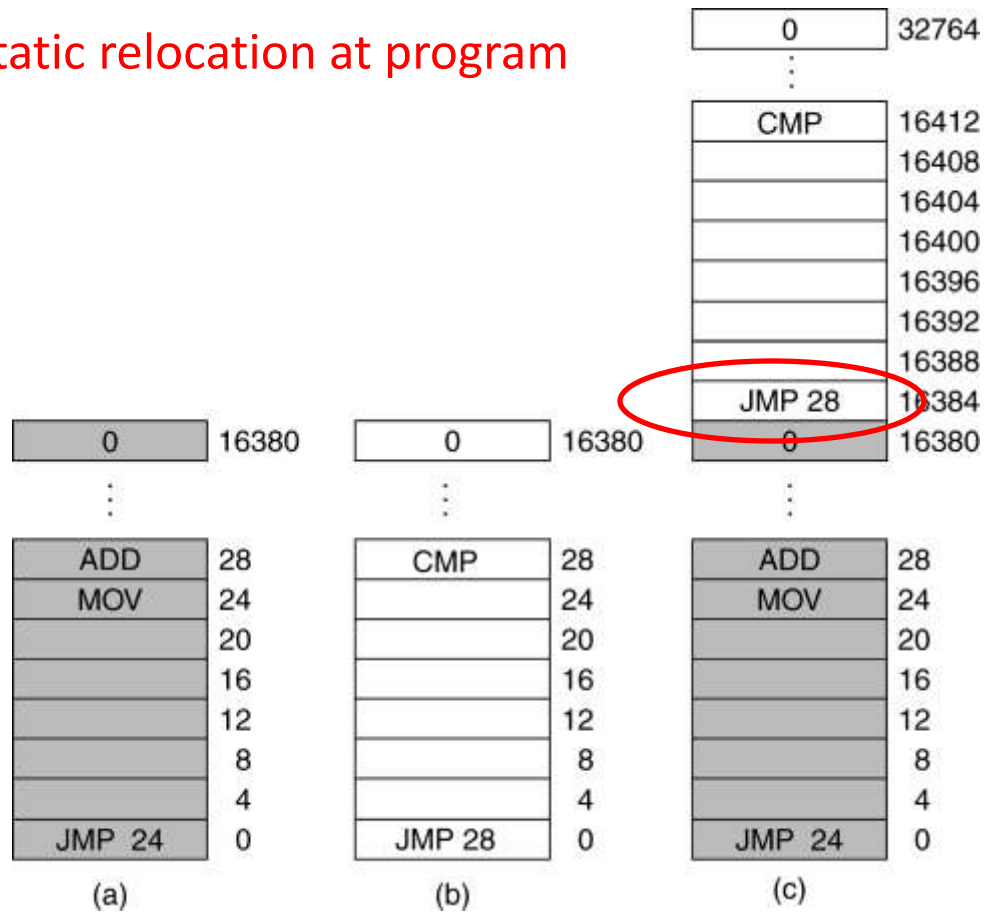 tatic relocation at program
0 32764
CMP 16412
16408
16404
16400
16396
16392
16388
JMP 28 16384
0 16380 0 16380 0 16380
ADD 28 CMP 28 ADD 28
MOV 24 24 MOV 24
20 20 20
16 16 16
12 12 12
8 8 8
4 4 4
JMP 24 0 JMP 28 0 JMP 24 0
(a) (b) (c)